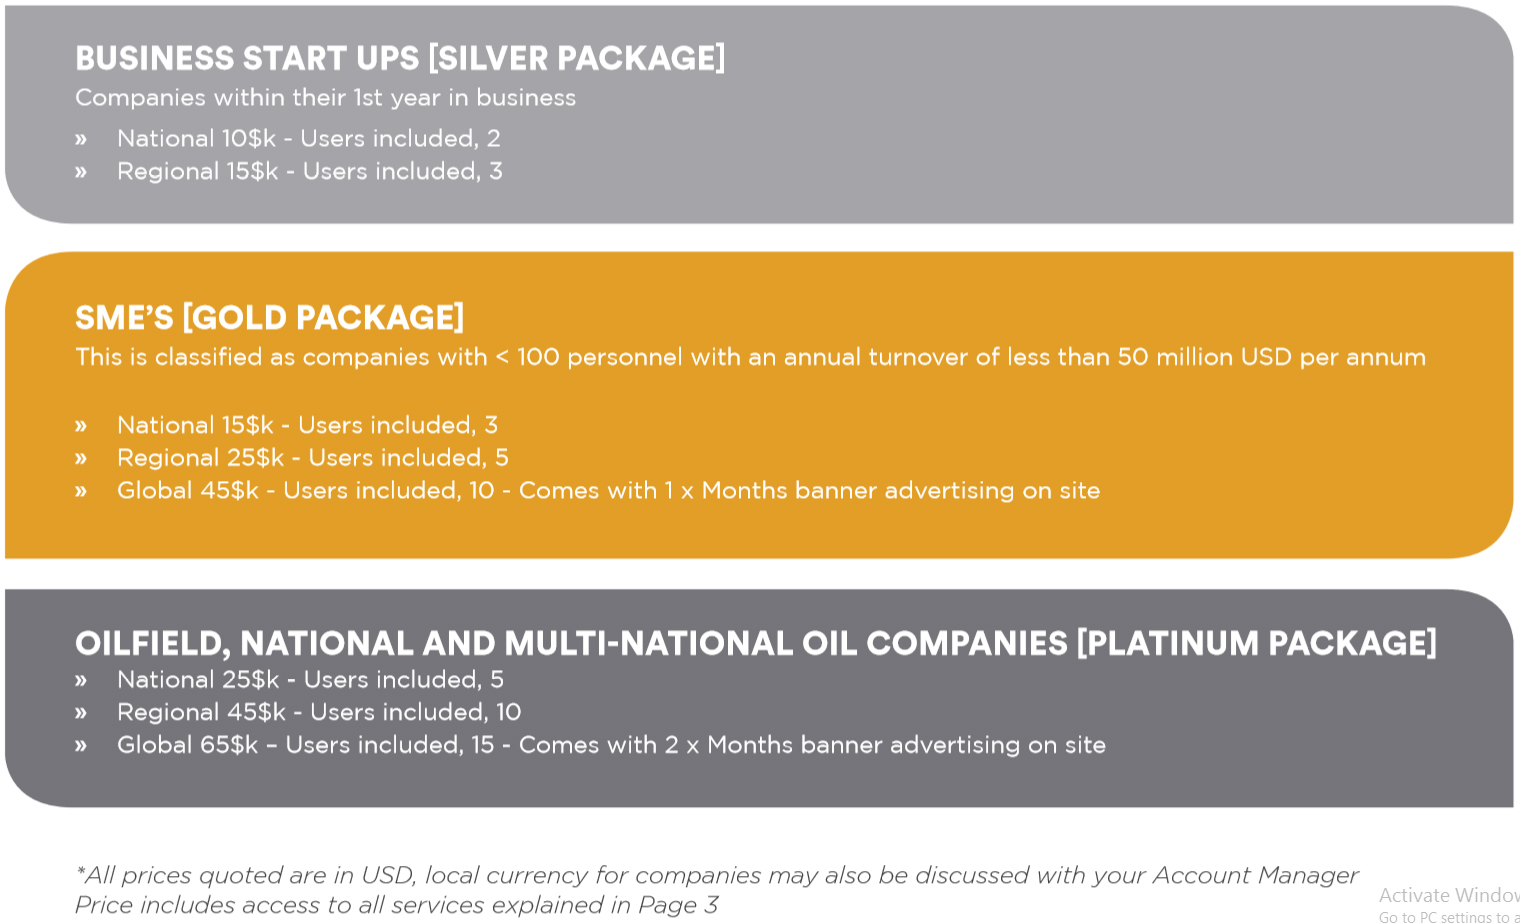 BUSINESS START UPS [SILVER PACKAGE]
Companies within their 1st year in business
» National 10$k - Users included, 2
» Regional 15$k - Users included, 3
SME’S [GOLD PACKAGE]
This is classified as companies with < 100 personnel with an annual turnover of less than 50 million USD per annum
» National 15$k - Users included, 3
» Regional 25$k - Users included, 5
» Global 45$k - Users included, 10 - Comes with 1 x Months banner advertising on site
OILFIELD, NATIONAL AND MULTI-NATIONAL OIL COMPANIES [PLATINUM PACKAGE]
» National 25$k - Users included, 5
» Regional 45$k - Users included, 10
» Global 65$k – Users included, 15 - Comes with 2 x Months banner advertising on site
*All prices quoted are in USD, local currency for companies may also be discussed with your Account Manager
Price includes access to all services explained in Page 3
Activate Window
Go to PC settings to a